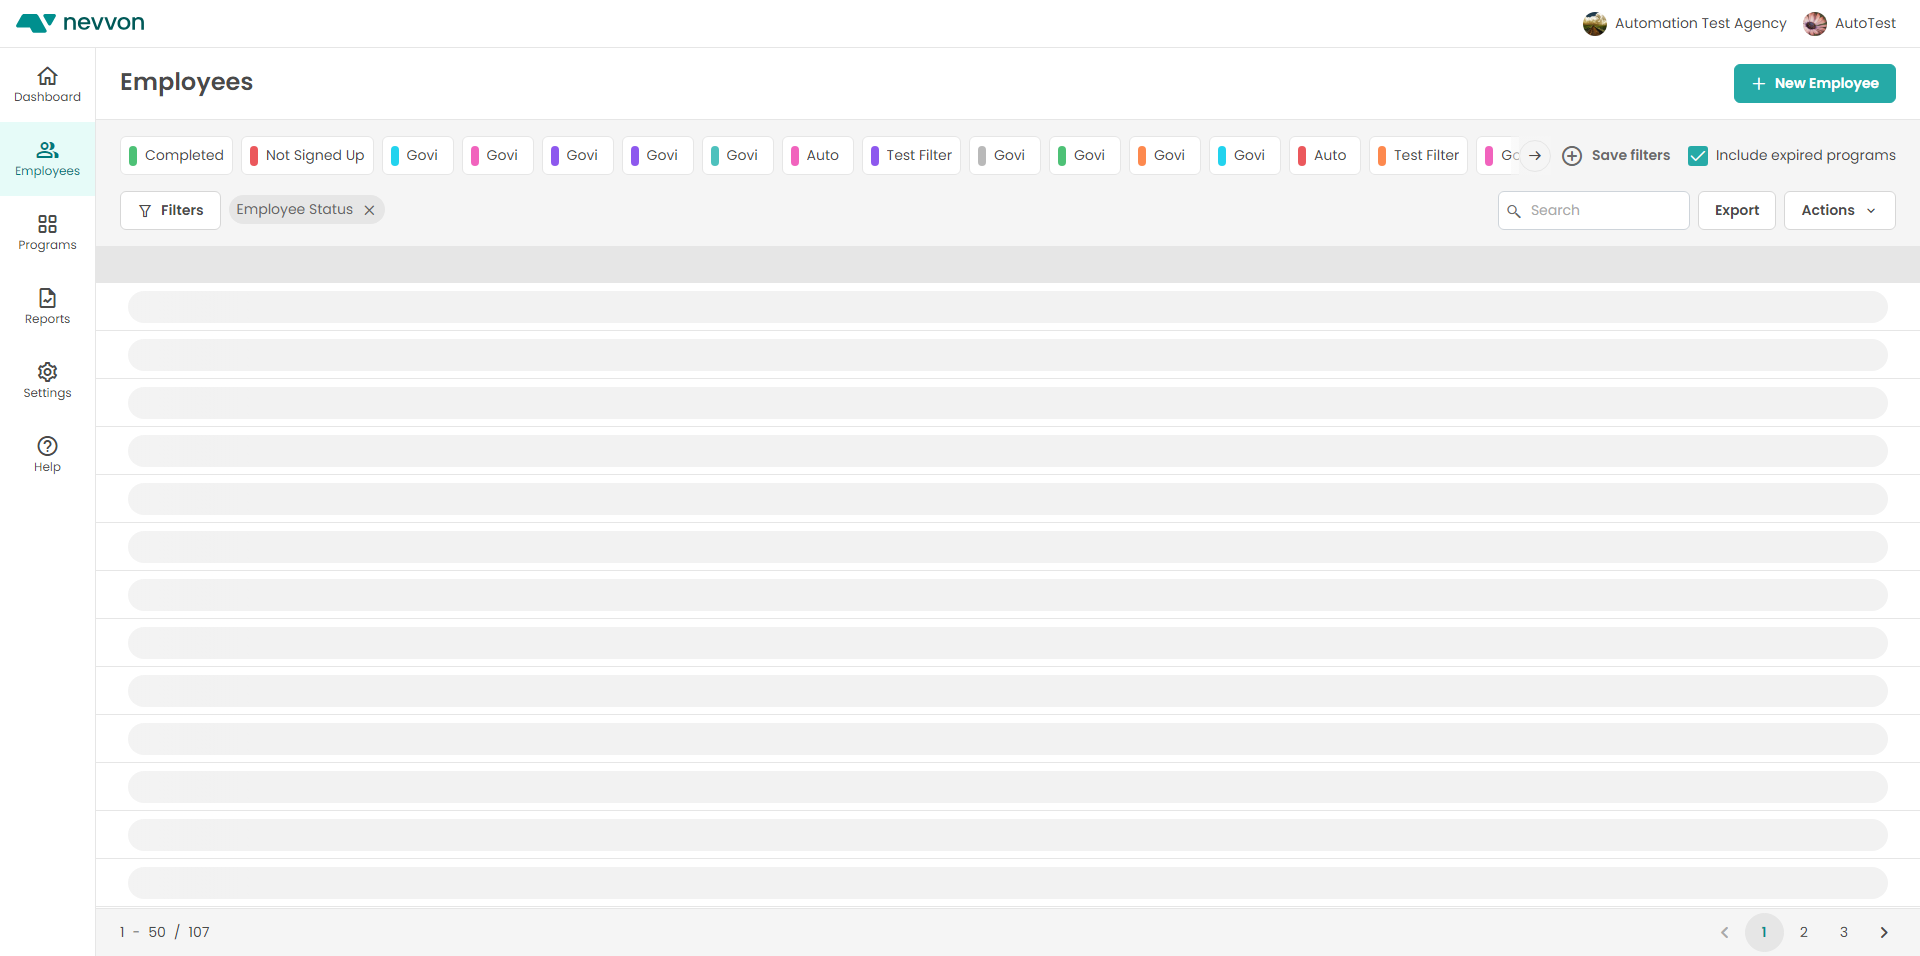 nevvon
Automation Test Agency
AutoTest
Dashboard
Employees
Programs
Reports
Settings
Help
Employees
New Employee
Completed
Not Signed Up
Govi
Govi
Govi
Govi
Govi
Auto
Test Filter
Govi
Govi
Govi
Govi
Auto
Test Filter
Go
Save filters
Include expired programs
Filters
Employee Status
Search
Export
Actions
1 - 50 / 107
1
2
3